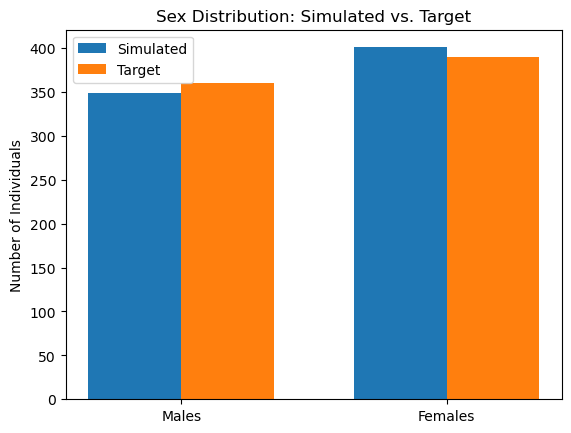 Sex Distribution: Simulated vs. Target
Simulated
Target
Number of Individuals
400
350
300
250
200
150
100
50
0
Males
Females